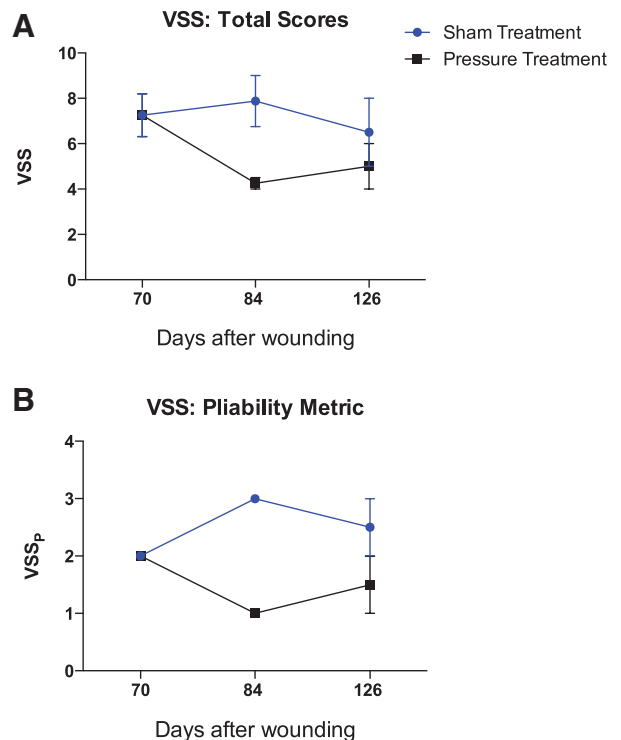 A
VSS: Total Scores
Sham Treatment
Pressure Treatment
10
8
6
4
2
0
VSS
70 84 126
Days after wounding
B
VSS: Pliability Metric
4
3
2
1
0
VSSP
70 84 126
Days after wounding